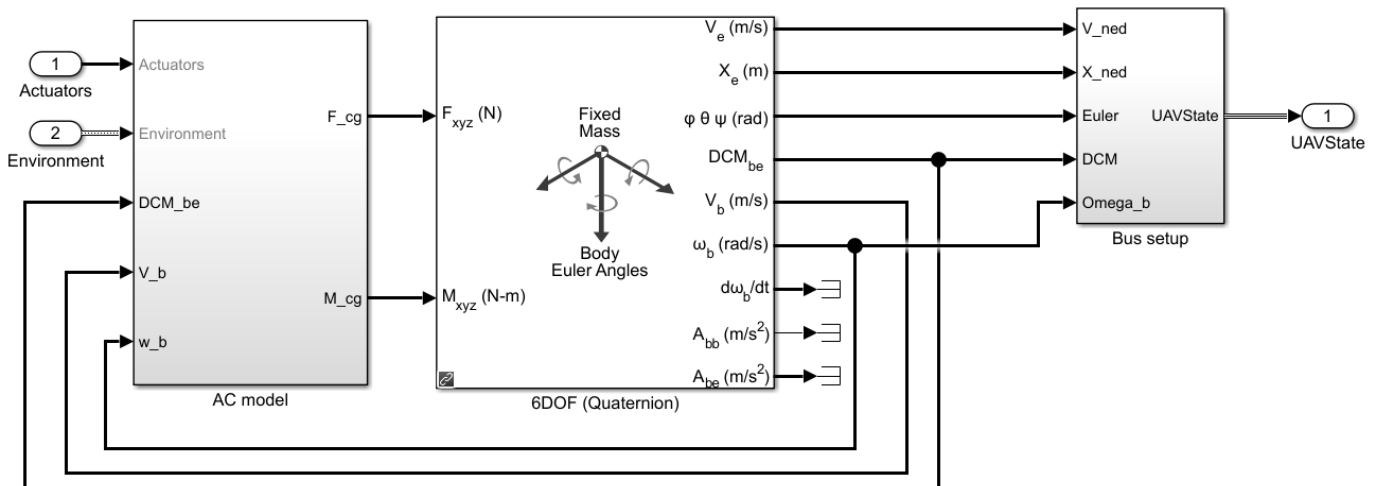 1
Actuators
2
Environment
Actuators
Environment
DCM_be
V_b
w_b
F_cg
M_cg
AC model
F_xyz (N)
M_xyz (N-m)
Fixed
Mass
Body
Euler Angles
V_e (m/s)
X_e (m)
φ θ ψ (rad)
DCM_be
V_b (m/s)
ω_b (rad/s)
dω_b/dt
A_bb (m/s²)
A_be (m/s²)
6DOF (Quaternion)
V_ned
X_ned
Euler
DCM
Omega_b
UAVState
Bus setup
1
UAVState